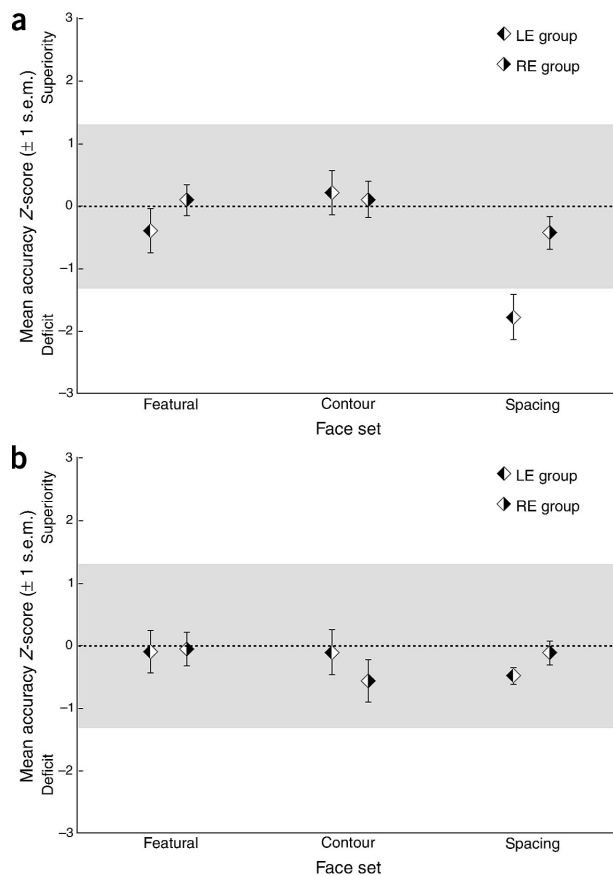 a
Mean accuracy Z-score (± 1 s.e.m.)
Superiority
Deficit
3
2
1
0
–1
–2
–3
LE group
RE group
Featural
Contour
Spacing
Face set
b
Mean accuracy Z-score (± 1 s.e.m.)
Superiority
Deficit
3
2
1
0
–1
–2
–3
LE group
RE group
Featural
Contour
Spacing
Face set